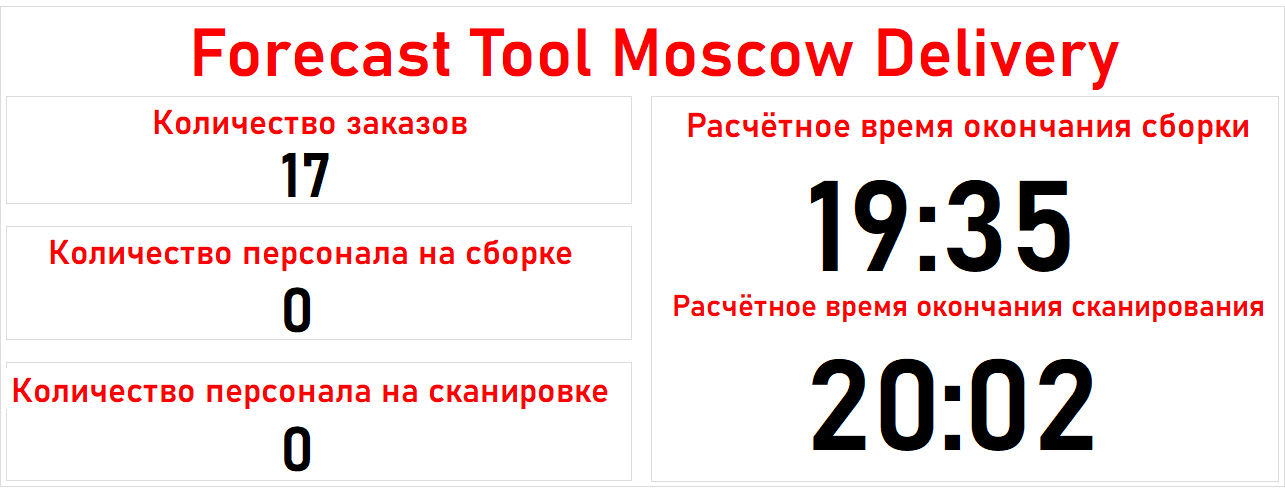 Forecast Tool Moscow Delivery
Количество заказов
17
Количество персонала на сборке
0
Количество персонала на сканировке
0
Расчётное время окончания сборки
19:35
Расчётное время окончания сканирования
20:02